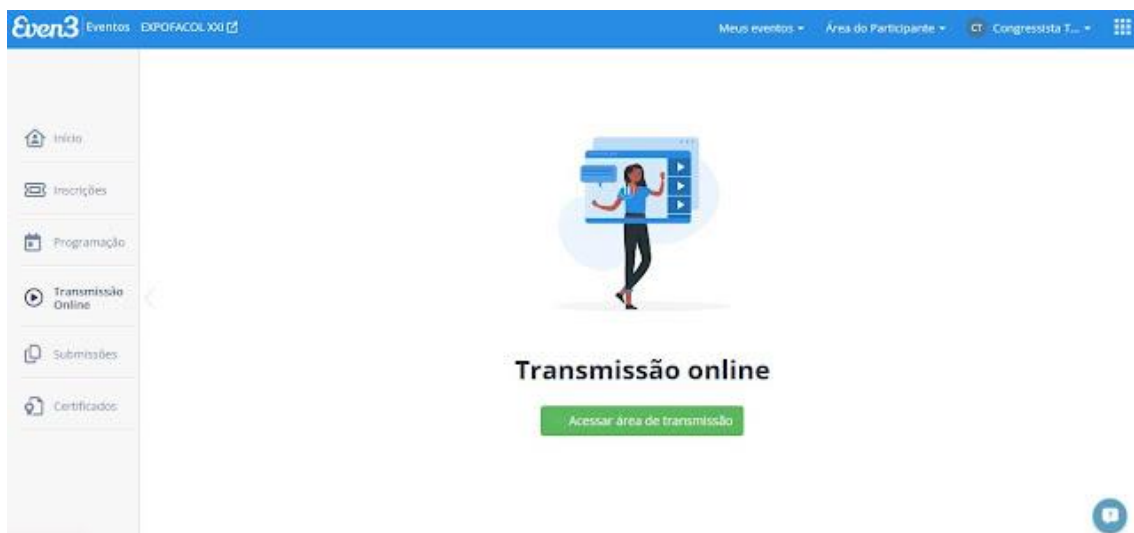 Even3 Eventos EXPOFACOL XXI Meus eventos Área do Participante CT Congressista T...
Início
Inscrições
Programação
Transmissão
Online
Submissões
Certificados
Transmissão online
Acessar área de transmissão